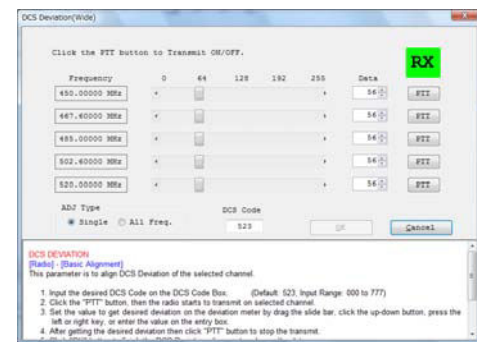 DCS Deviation(Wide)
Click the PTT button to Transmit ON/OFF.
RX
Frequency 0 64 128 192 255 Data
450.00000 MHz 56 PTT
467.60000 MHz 56 PTT
485.00000 MHz 56 PTT
502.60000 MHz 56 PTT
520.00000 MHz 56 PTT
ADJ Type DCS Code
Single All Freq. 523 OK Cancel
DCS DEVIATION
[Radio] - [Basic Alignment]
This parameter is to align DCS Deviation of the selected channel.
1. Input the desired DCS Code on the DCS Code Box. (Default: 523, Input Range: 000 to 777)
2. Click the "PTT" button, then the radio starts to transmit on selected channel.
3. Set the value to get desired deviation on the deviation meter by drag the slide bar, click the up-down button, press the
left or right key, or enter the value on the entry box.
4. After getting the desired deviation then click "PTT" button to stop the transmit.